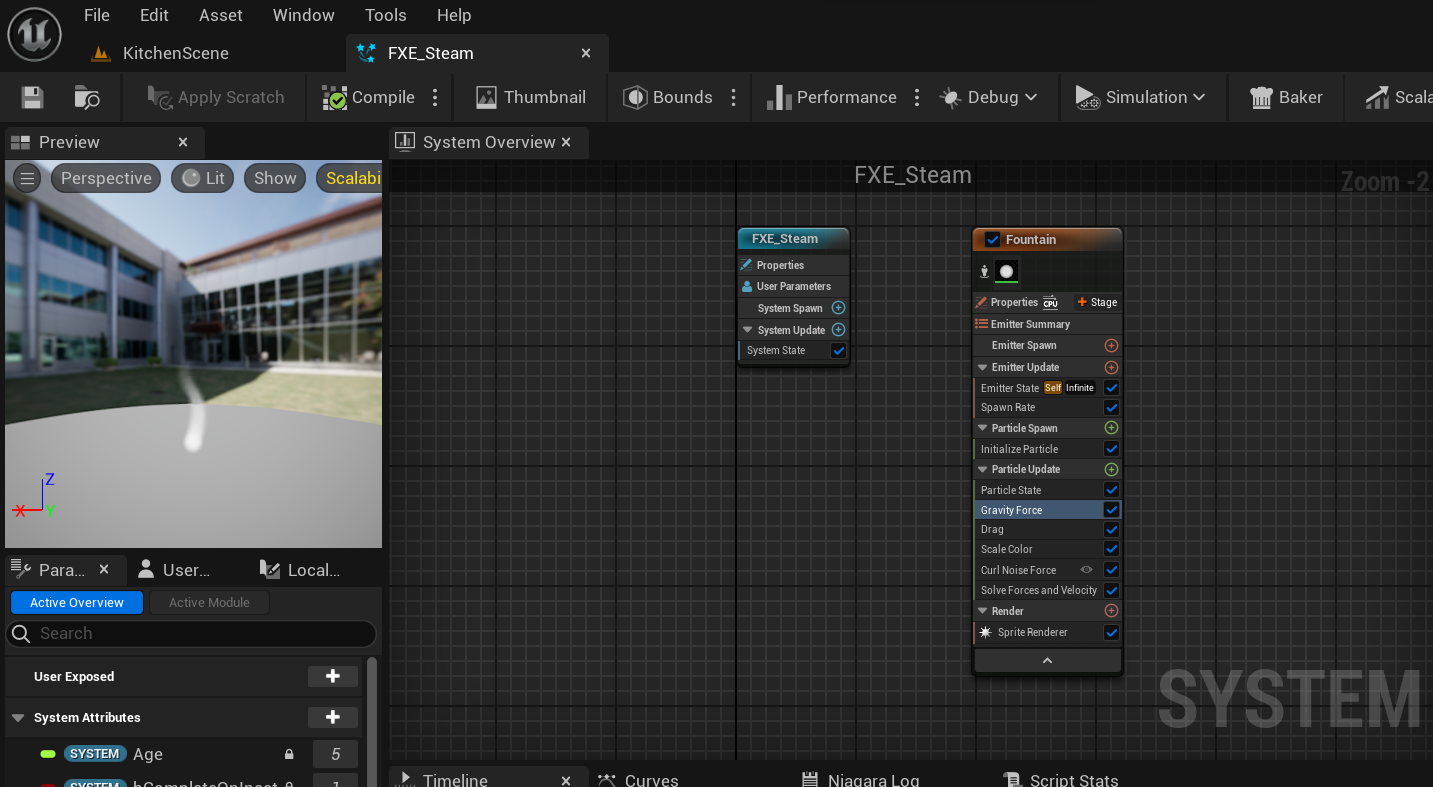 File Edit Asset Window Tools Help
KitchenScene
FXE_Steam
Apply Scratch
Compile
Thumbnail
Bounds
Performance
Debug
Simulation
Baker
Scala
Preview
System Overview
Perspective Lit Show Scalabi
FXE_Steam
Zoom -2
FXE_Steam
Properties
User Parameters
System Spawn
System Update
System State
Fountain
Properties CPU Stage
Emitter Summary
Emitter Spawn
Emitter Update
Emitter State Self Infinite
Spawn Rate
Particle Spawn
Initialize Particle
Particle Update
Particle State
Gravity Force
Drag
Scale Color
Curl Noise Force
Solve Forces and Velocity
Render
Sprite Renderer
SYSTEM
Z
X Y
Para... User... Local...
Active Overview Active Module
Search
User Exposed
System Attributes
SYSTEM Age 5
SYSTEM
Timeline Curves Niagara Log Script Stats